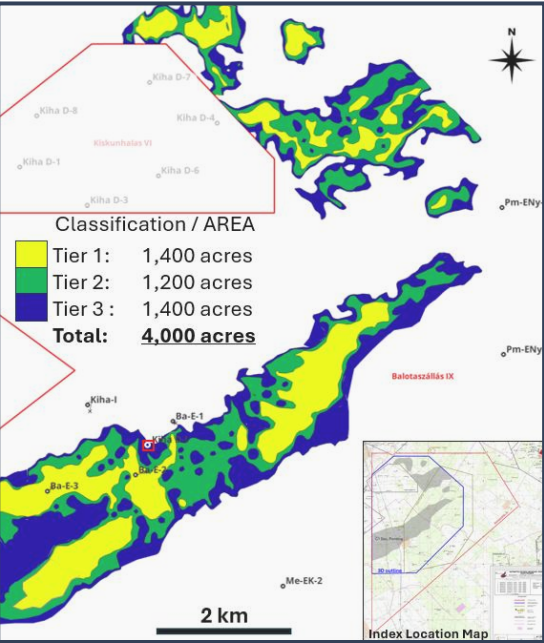 N
Kiha D-7
Kiha D-8
Kiha D-4
Kiskunhalas VI
Kiha D-1
Kiha D-6
Kiha D-3
Pm-ENy-
Classification / AREA
Tier 1: 1,400 acres
Tier 2: 1,200 acres
Tier 3 : 1,400 acres
Total: 4,000 acres
Pm-ENy
Balotaszállás IX
Kiha-I
Ba-E-1
Ba-E-2
Ba-E-3
Me-EK-2
2 km
Index Location Map